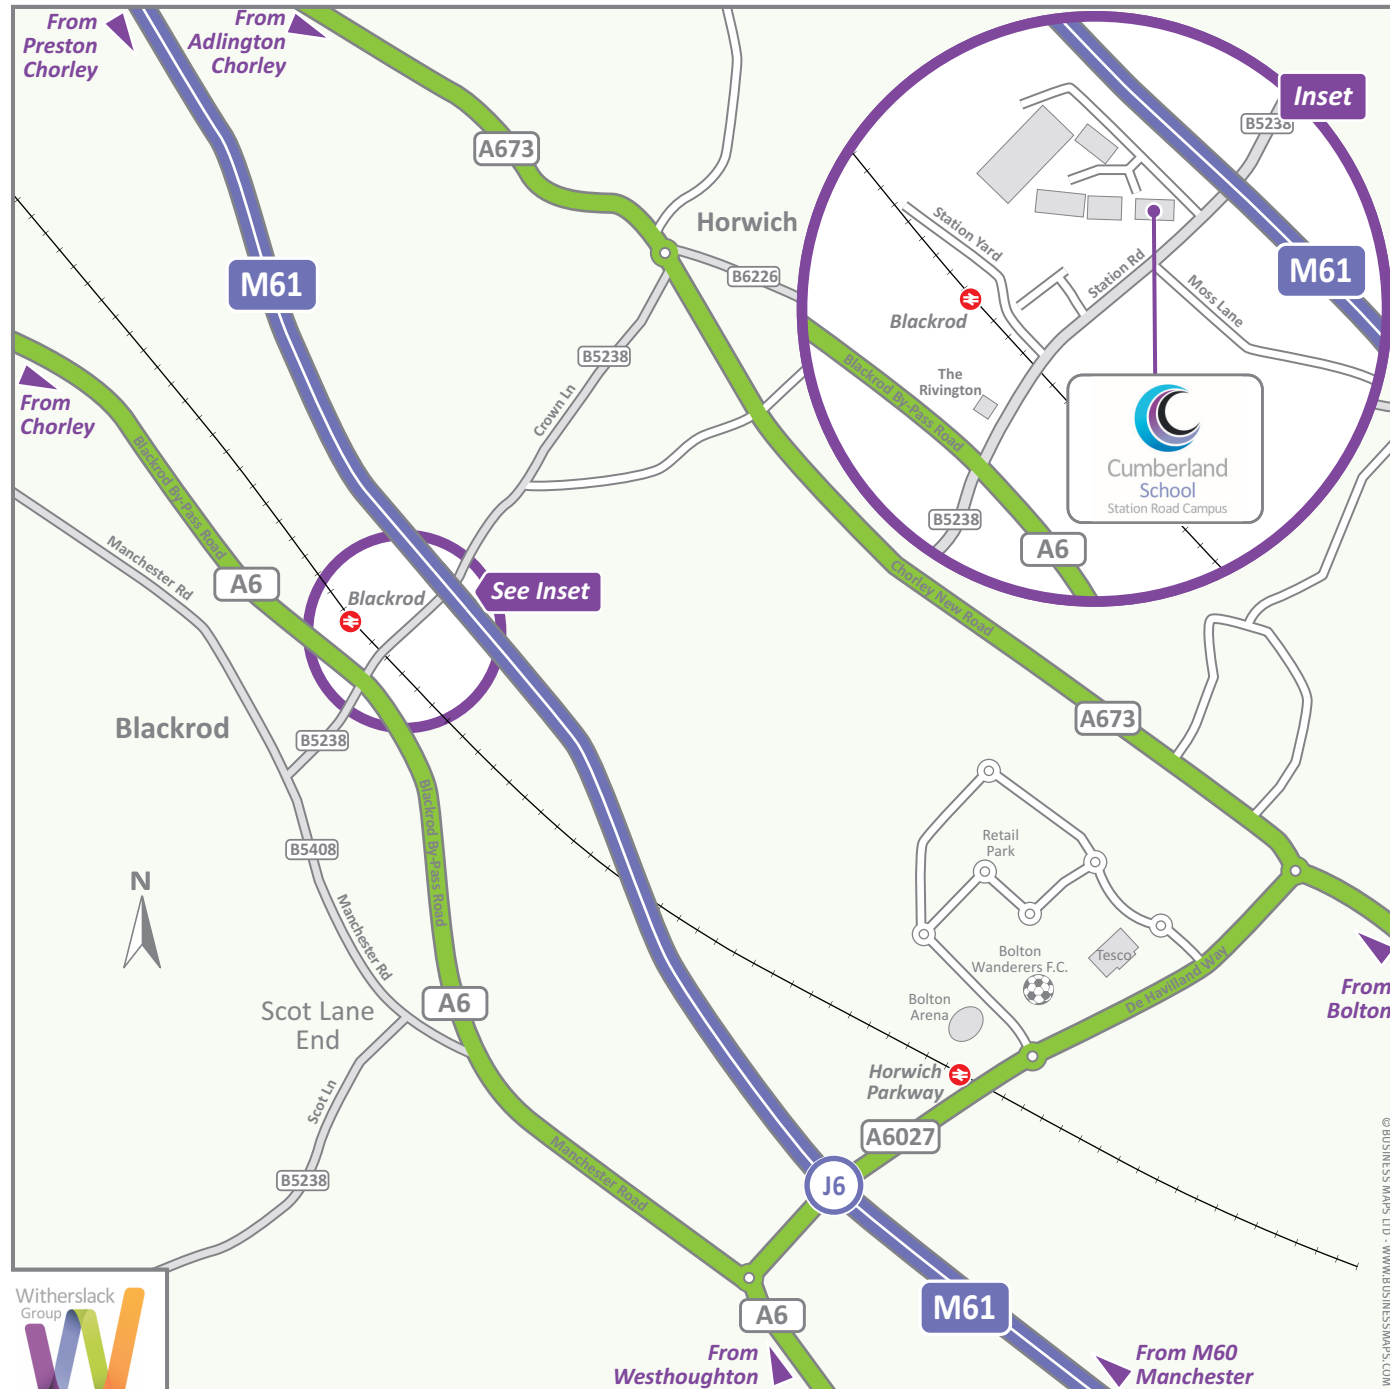 From
Preston
Chorley
From
Adlington
Chorley
Inset
B5238
A673
Horwich
B6226
M61
Station Yard
Station Rd
Moss Lane
M61
Blackrod
The
Rivington
Blackrod By-Pass Road
Cumberland
School
Station Road Campus
B5238
A6
B5238
Crown Ln
From
Chorley
Blackrod By-Pass Road
Manchester Rd
A6
Blackrod
See Inset
Chorley New Road
Blackrod
B5238
A673
Blackrod By-Pass Road
B5408
Manchester Rd
N
Retail
Park
Bolton
Wanderers F.C.
Tesco
De Havilland Way
Bolton
Arena
From
Bolton
A6
Scot Lane
End
Scot Ln
Horwich
Parkway
A6027
B5238
Manchester Road
J6
M61
A6
From
Westhoughton
From M60
Manchester
Witherslack
Group
© BUSINESS MAPS LTD - WWW.BUSINESSMAPS.COM